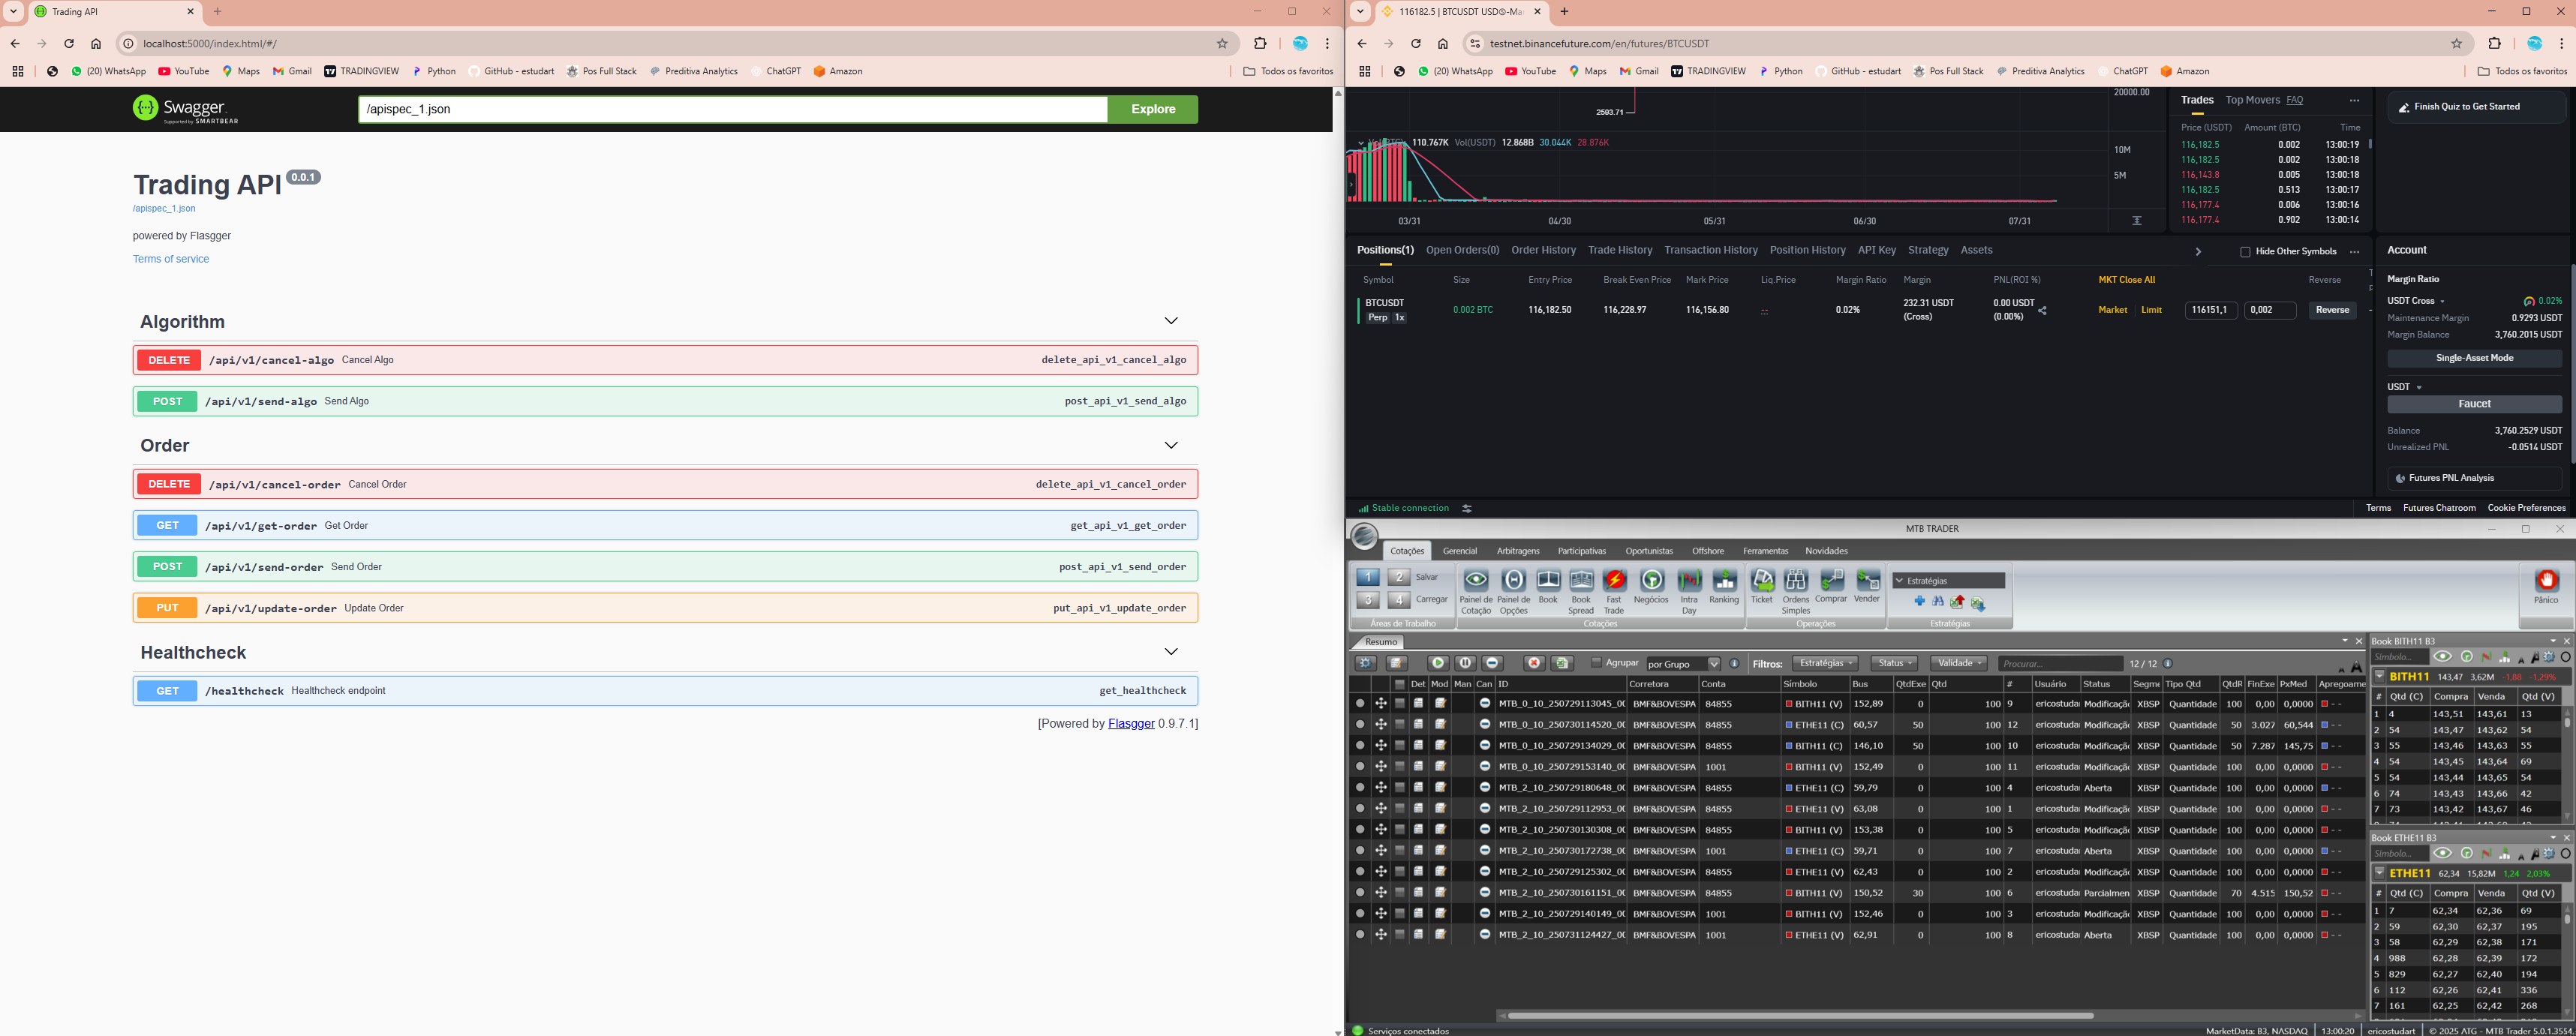 Trading API
localhost:5000/index.html/#/
(20) WhatsApp YouTube Maps Gmail TRADINGVIEW Python GitHub - estudart Pos Full Stack Preditiva Analytics ChatGPT Amazon Todos os favoritos
Swagger
Supported by SMARTBEAR
/apispec_1.json Explore
Trading API 0.0.1
/apispec_1.json
powered by Flasgger
Terms of service
Algorithm
DELETE /api/v1/cancel-algo Cancel Algo delete_api_v1_cancel_algo
POST /api/v1/send-algo Send Algo post_api_v1_send_algo
Order
DELETE /api/v1/cancel-order Cancel Order delete_api_v1_cancel_order
GET /api/v1/get-order Get Order get_api_v1_get_order
POST /api/v1/send-order Send Order post_api_v1_send_order
PUT /api/v1/update-order Update Order put_api_v1_update_order
Healthcheck
GET /healthcheck Healthcheck endpoint get_healthcheck
[Powered by Flasgger 0.9.7.1]
116182.5 | BTCUSDT USDⓈ-Ma
testnet.binancefuture.com/en/futures/BTCUSDT
(20) WhatsApp YouTube Maps Gmail TRADINGVIEW Python GitHub - estudart Pos Full Stack Preditiva Analytics ChatGPT Amazon Todos os favoritos
20000.00
2593.71
110.767K Vol(USDT) 12.868B 30.044K 28.876K
10M
5M
03/31 04/30 05/31 06/30 07/31
Trades Top Movers FAQ
Price (USDT) Amount (BTC) Time
116,182.5 0.002 13:00:19
116,182.5 0.002 13:00:18
116,143.8 0.005 13:00:18
116,182.5 0.513 13:00:17
116,177.4 0.006 13:00:16
116,177.4 0.902 13:00:14
Finish Quiz to Get Started
Positions(1) Open Orders(0) Order History Trade History Transaction History Position History API Key Strategy Assets Hide Other Symbols
Symbol Size Entry Price Break Even Price Mark Price Liq.Price Margin Ratio Margin PNL(ROI %) MKT Close All Reverse
BTCUSDT 0.002 BTC 116,182.50 116,228.97 116,156.80 -- 0.02% 232.31 USDT 0.00 USDT Market Limit 116151,1 0,002 Reverse
Perp 1x (Cross) (0.00%)
Account
Margin Ratio
USDT Cross 0.02%
Maintenance Margin 0.9293 USDT
Margin Balance 3,760.2015 USDT
Single-Asset Mode
USDT
Faucet
Balance 3,760.2529 USDT
Unrealized PNL -0.0514 USDT
Futures PNL Analysis
Stable connection Terms Futures Chatroom Cookie Preferences
MTB TRADER
Cotações Gerencial Arbitragens Participativas Oportunistas Offshore Ferramentas Novidades
1 2 Salvar
3 4 Carregar
Áreas de Trabalho
Painel de Cotação Painel de Opções Book Book Spread Fast Trade Negócios Intra Day Ranking
Cotações
Ticket Ordens Simples Comprar Vender
Operações
Estratégias
Estratégias
Pânico
Resumo
Agrupar por Grupo Filtros: Estratégias Status Validade Procurar... 12 / 12
Det Mod Man Can ID Corretora Conta Símbolo Bus QtdExe Qtd # Usuário Status Segme Tipo Qtd QtdR FinExe PxMed Apregoame
MTB_0_10_250729113045_0( BMF&BOVESPA 84855 BITH11 (V) 152,89 0 100 9 ericostudar Modificaçã XBSP Quantidade 100 0,00 0,0000 - -
MTB_0_10_250730114520_0( BMF&BOVESPA 84855 ETHE11 (C) 60,57 50 100 12 ericostudar Modificaçã XBSP Quantidade 50 3.027 60,544 - -
MTB_0_10_250729134029_0( BMF&BOVESPA 84855 BITH11 (C) 146,10 50 100 10 ericostudar Modificaçã XBSP Quantidade 50 7.287 145,75 - -
MTB_0_10_250729153140_0( BMF&BOVESPA 1001 BITH11 (V) 152,49 0 100 11 ericostudar Modificaçã XBSP Quantidade 100 0,00 0,0000 - -
MTB_2_10_250729180648_0( BMF&BOVESPA 84855 ETHE11 (C) 59,79 0 100 4 ericostudar Aberta XBSP Quantidade 100 0,00 0,0000 - -
MTB_2_10_250729112953_0( BMF&BOVESPA 84855 ETHE11 (V) 63,08 0 100 1 ericostudar Modificaçã XBSP Quantidade 100 0,00 0,0000 - -
MTB_2_10_250730130308_0( BMF&BOVESPA 84855 BITH11 (V) 153,38 0 100 5 ericostudar Modificaçã XBSP Quantidade 100 0,00 0,0000 - -
MTB_2_10_250730172738_0( BMF&BOVESPA 1001 ETHE11 (C) 59,71 0 100 7 ericostudar Aberta XBSP Quantidade 100 0,00 0,0000 - -
MTB_2_10_250729125302_0( BMF&BOVESPA 84855 ETHE11 (V) 62,43 0 100 2 ericostudar Modificaçã XBSP Quantidade 100 0,00 0,0000 - -
MTB_2_10_250730161151_0( BMF&BOVESPA 84855 BITH11 (V) 150,52 30 100 6 ericostudar Parcialmen XBSP Quantidade 70 4.515 150,52 - -
MTB_2_10_250729140149_0( BMF&BOVESPA 1001 BITH11 (V) 152,46 0 100 3 ericostudar Modificaçã XBSP Quantidade 100 0,00 0,0000 - -
MTB_2_10_250731124427_0( BMF&BOVESPA 1001 ETHE11 (V) 62,91 0 100 8 ericostudar Aberta XBSP Quantidade 100 0,00 0,0000 - -
Book BITH11 B3
Símbolo...
BITH11 143,47 3,62M -1,88 -1,29%
# Qtd (C) Compra Venda Qtd (V)
1 4 143,51 143,61 13
2 54 143,47 143,62 54
3 55 143,46 143,63 55
4 54 143,45 143,64 69
5 54 143,44 143,65 54
6 74 143,43 143,66 42
7 73 143,42 143,67 46
Book ETHE11 B3
Símbolo...
ETHE11 62,34 15,82M 1,24 2,03%
# Qtd (C) Compra Venda Qtd (V)
1 7 62,34 62,36 69
2 59 62,30 62,37 195
3 58 62,29 62,38 171
4 988 62,28 62,39 172
5 829 62,27 62,40 194
6 112 62,26 62,41 336
7 161 62,25 62,42 268
Serviços conectados MarketData: B3, NASDAQ 13:00:20 ericostudart © 2025 ATG - MTB Trader 5.0.1.3554